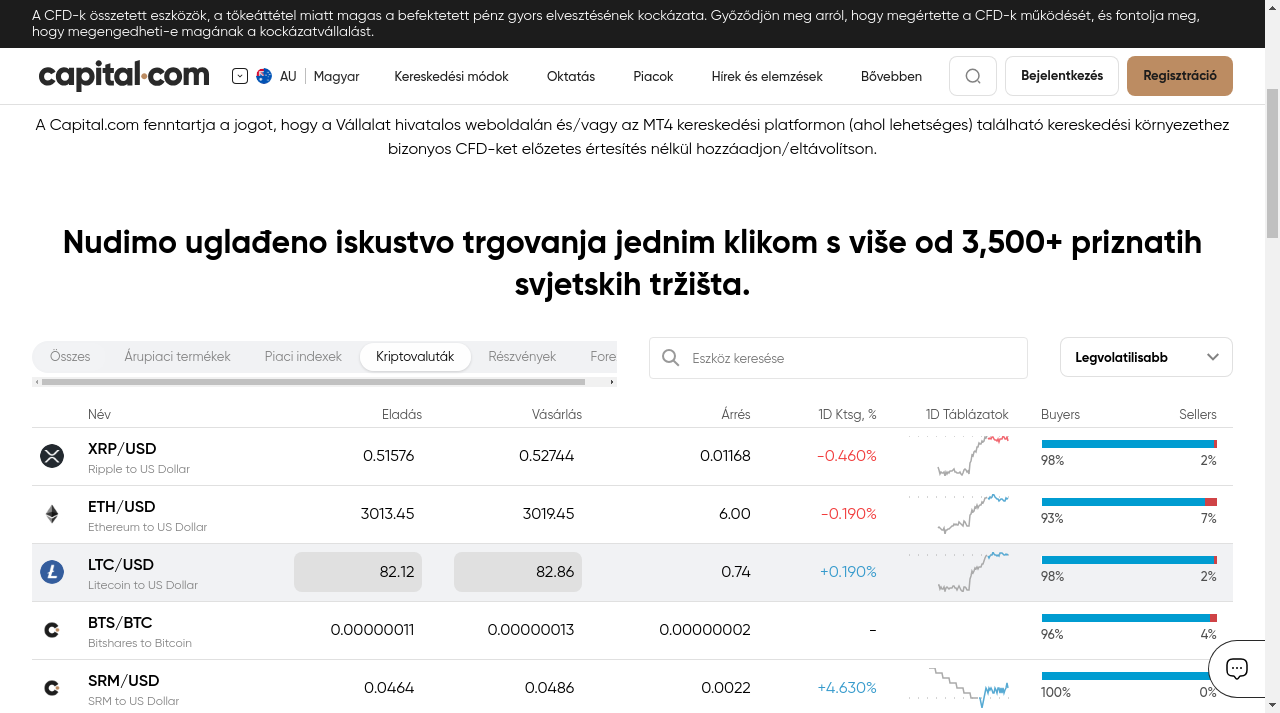 A CFD-k összetett eszközök, a tőkeáttétel miatt magas a befektetett pénz gyors elvesztésének kockázata. Győződjön meg arról, hogy megértette a CFD-k működését, és fontolja meg,
hogy megengedheti-e magának a kockázatvállalást.
capital.com AU Magyar Kereskedési módok Oktatás Piacok Hírek és elemzések Bővebben Bejelentkezés Regisztráció
A Capital.com fenntartja a jogot, hogy a Vállalat hivatalos weboldalán és/vagy az MT4 kereskedési platformon (ahol lehetséges) található kereskedési környezethez
bizonyos CFD-ket előzetes értesítés nélkül hozzáadjon/eltávolítson.
Nudimo uglađeno iskustvo trgovanja jednim klikom s više od 3,500+ priznatih
svjetskih tržišta.
Összes Árupiaci termékek Piaci indexek Kriptovaluták Részvények Fore Eszköz keresése Legvolatilisabb
Név Eladás Vásárlás Árrés 1D Ktsg, % 1D Táblázatok Buyers Sellers
XRP/USD 0.51576 0.52744 0.01168 -0.460%
Ripple to US Dollar 98% 2%
ETH/USD 3013.45 3019.45 6.00 -0.190%
Ethereum to US Dollar 93% 7%
LTC/USD 82.12 82.86 0.74 +0.190%
Litecoin to US Dollar 98% 2%
BTS/BTC 0.00000011 0.00000013 0.00000002 -
Bitshares to Bitcoin 96% 4%
SRM/USD 0.0464 0.0486 0.0022 +4.630%
SRM to US Dollar 100% 0%